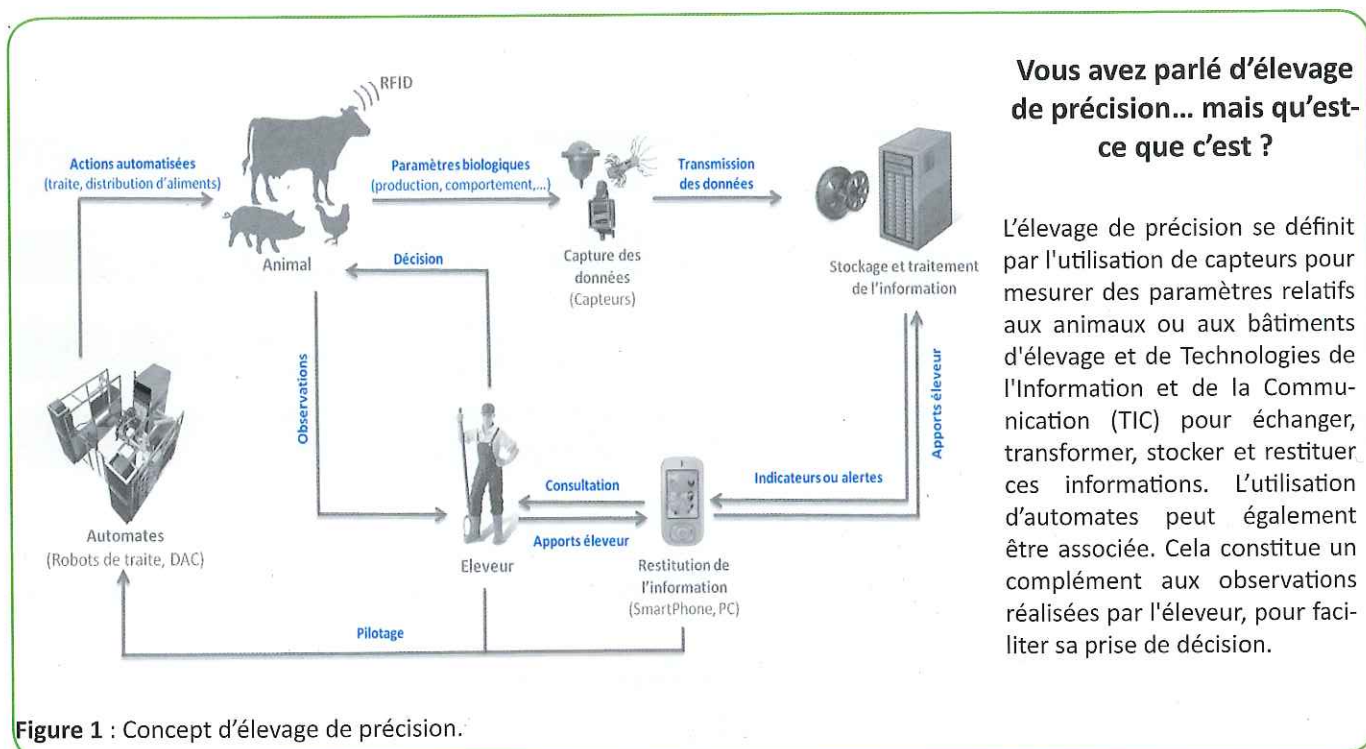 RFID
Actions automatisées
(traite, distribution d'aliments)
Paramètres biologiques
(production, comportement,...)
Transmission
des données
Animal
Décision
Capture des
données
(Capteurs)
Stockage et traitement
de l'information
Observations
Apports éleveur
Automates
(Robots de traite, DAC)
Eleveur
Consultation
Apports éleveur
Indicateurs ou alertes
Restitution de
l'information
(SmartPhone, PC)
Pilotage
Figure 1 : Concept d'élevage de précision.
Vous avez parlé d'élevage
de précision... mais qu'est-
ce que c'est ?
L'élevage de précision se définit
par l'utilisation de capteurs pour
mesurer des paramètres relatifs
aux animaux ou aux bâtiments
d'élevage et de Technologies de
l'Information et de la Commu-
nication (TIC) pour échanger,
transformer, stocker et restituer
ces informations. L'utilisation
d'automates peut également
être associée. Cela constitue un
complément aux observations
réalisées par l'éleveur, pour faci-
liter sa prise de décision.